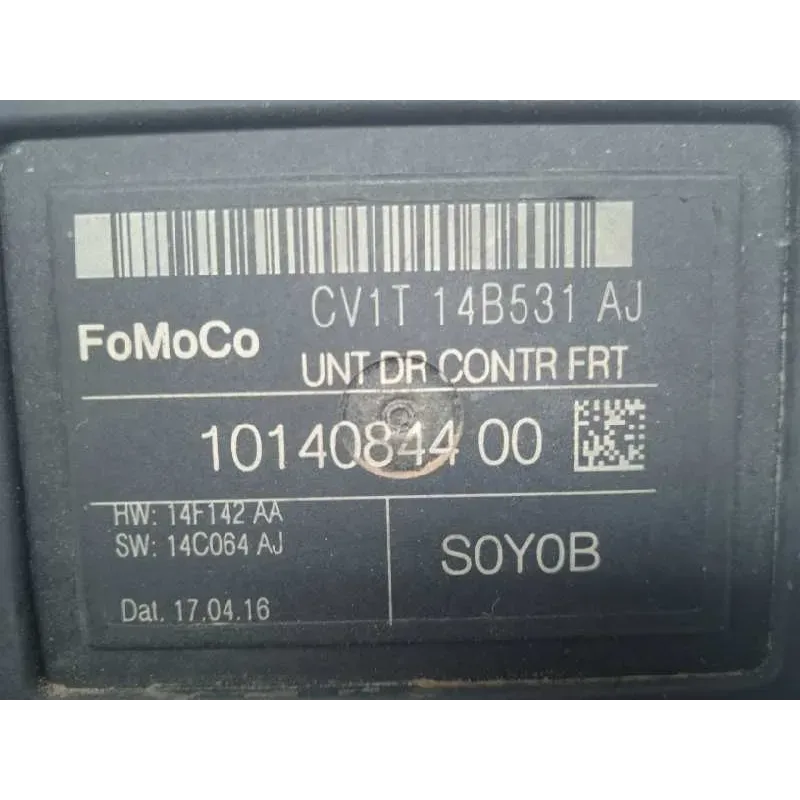 CV1T 14B531 AJ
FoMoCo
UNT DR CONTR FRT
10140844 00
HW: 14F142 AA
SW: 14C064 AJ
S0Y0B
Dat. 17.04.16